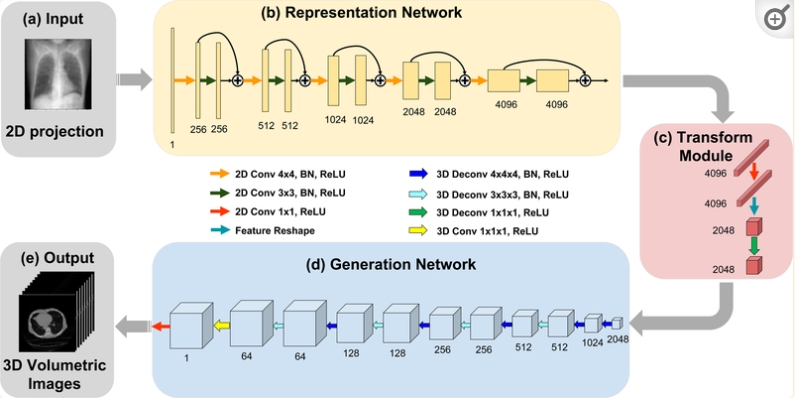 (a) Input
2D projection
(b) Representation Network
1
256 256
512 512
1024 1024
2048 2048
4096 4096
(c) Transform
Module
4096
4096
2048
2048
2D Conv 4x4, BN, ReLU
2D Conv 3x3, BN, ReLU
2D Conv 1x1, ReLU
Feature Reshape
3D Deconv 4x4x4, BN, ReLU
3D Deconv 3x3x3, BN, ReLU
3D Deconv 1x1x1, ReLU
3D Conv 1x1x1, ReLU
(d) Generation Network
1
64
64
128
128
256
256
512
512
1024
2048
(e) Output
3D Volumetric
Images